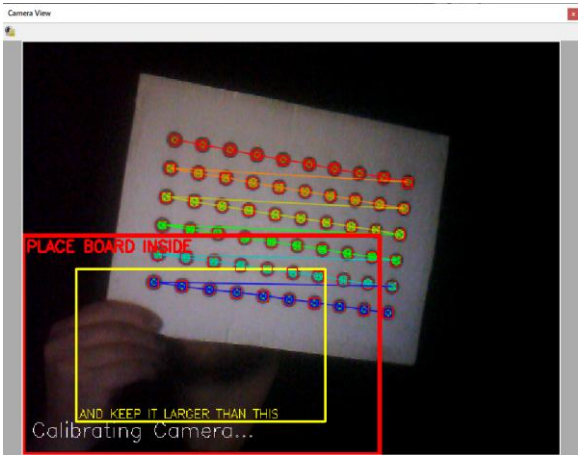 Camera View
PLACE BOARD INSIDE
AND KEEP IT LARGER THAN THIS
Calibrating Camera...